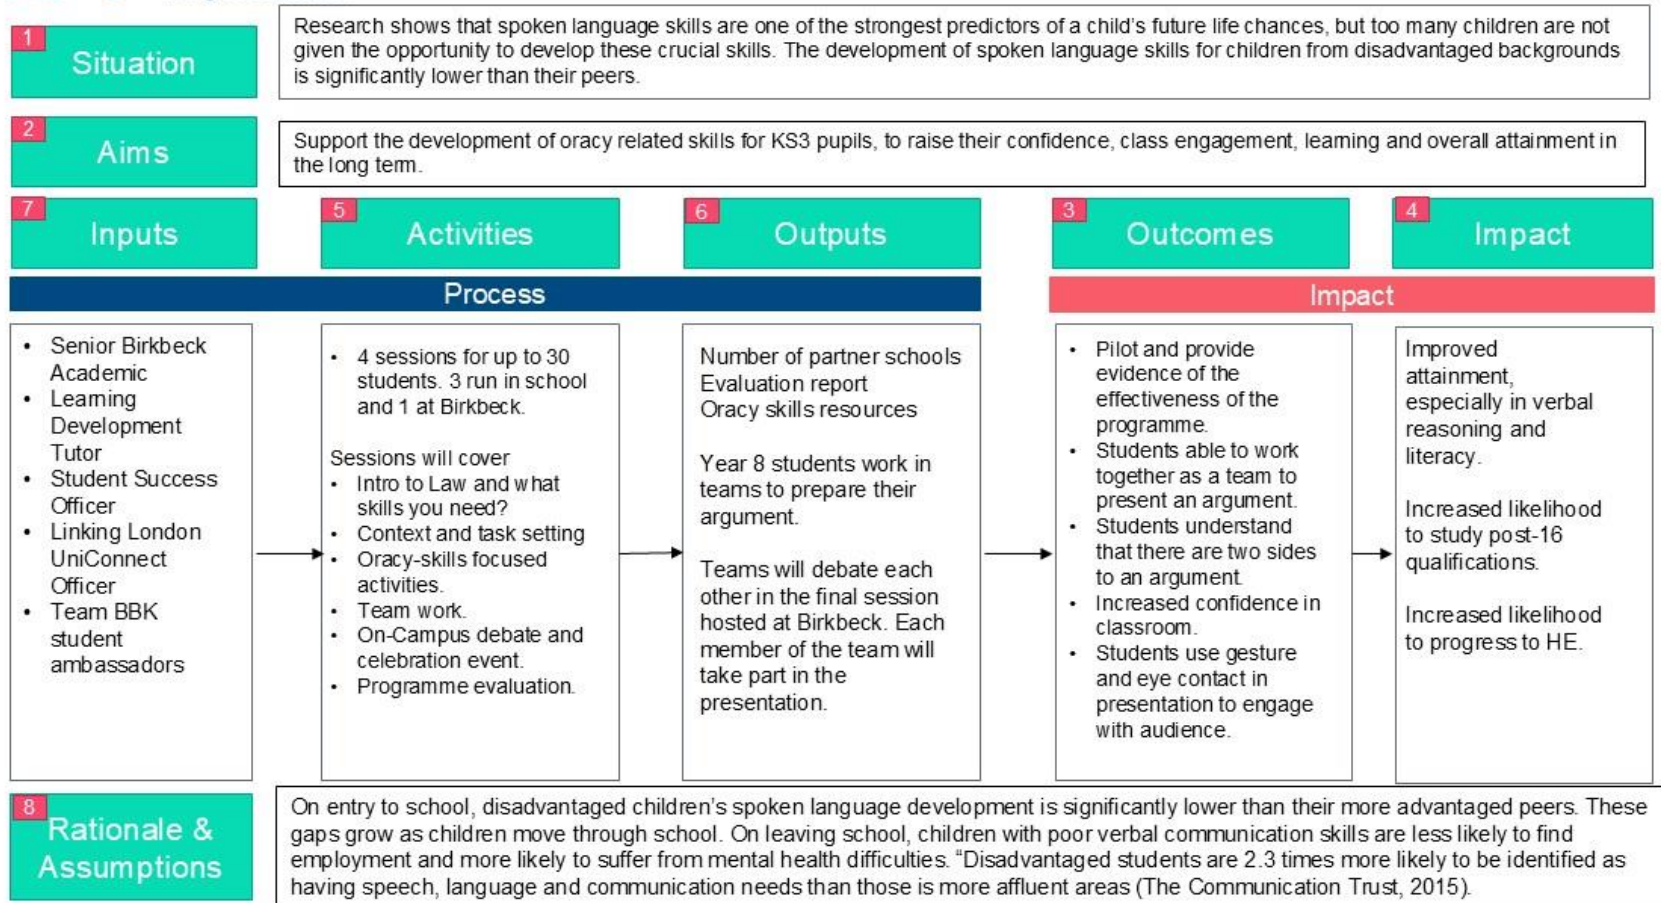 1
Situation
Research shows that spoken language skills are one of the strongest predictors of a child's future life chances, but too many children are not
given the opportunity to develop these crucial skills. The development of spoken language skills for children from disadvantaged backgrounds
is significantly lower than their peers.
2
Aims
Support the development of oracy related skills for KS3 pupils, to raise their confidence, class engagement, learning and overall attainment in
the long term.
7
Inputs
5
Activities
6
Outputs
3
Outcomes
4
Impact
Process
Impact
• Senior Birkbeck
Academic
• Learning
Development
Tutor
• Student Success
Officer
• Linking London
UniConnect
Officer
• Team BBK
student
ambassadors
• 4 sessions for up to 30
students. 3 run in school
and 1 at Birkbeck.
Sessions will cover
• Intro to Law and what
skills you need?
• Context and task setting
• Oracy-skills focused
activities.
• Team work.
• On-Campus debate and
celebration event.
• Programme evaluation.
Number of partner schools
Evaluation report
Oracy skills resources
Year 8 students work in
teams to prepare their
argument.
Teams will debate each
other in the final session
hosted at Birkbeck. Each
member of the team will
take part in the
presentation.
• Pilot and provide
evidence of the
effectiveness of the
programme.
• Students able to work
together as a team to
present an argument.
• Students understand
that there are two sides
to an argument.
• Increased confidence in
classroom.
• Students use gesture
and eye contact in
presentation to engage
with audience.
Improved
attainment,
especially in verbal
reasoning and
literacy.
Increased likelihood
to study post-16
qualifications.
Increased likelihood
to progress to HE.
8
Rationale &
Assumptions
On entry to school, disadvantaged children's spoken language development is significantly lower than their more advantaged peers. These
gaps grow as children move through school. On leaving school, children with poor verbal communication skills are less likely to find
employment and more likely to suffer from mental health difficulties. "Disadvantaged students are 2.3 times more likely to be identified as
having speech, language and communication needs than those is more affluent areas (The Communication Trust, 2015).